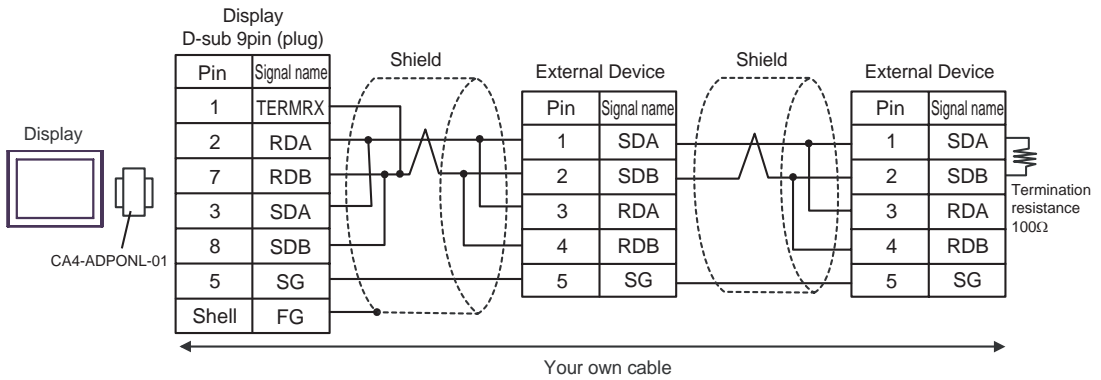 Display
D-sub 9pin (plug)
Shield
Shield
External Device
External Device
Pin Signal name
1 TERMRX
2 RDA
7 RDB
3 SDA
8 SDB
5 SG
Shell FG
Pin Signal name
1 SDA
2 SDB
3 RDA
4 RDB
5 SG
Pin Signal name
1 SDA
2 SDB
3 RDA
4 RDB
5 SG
Display
CA4-ADPONL-01
Termination
resistance
100Ω
Your own cable